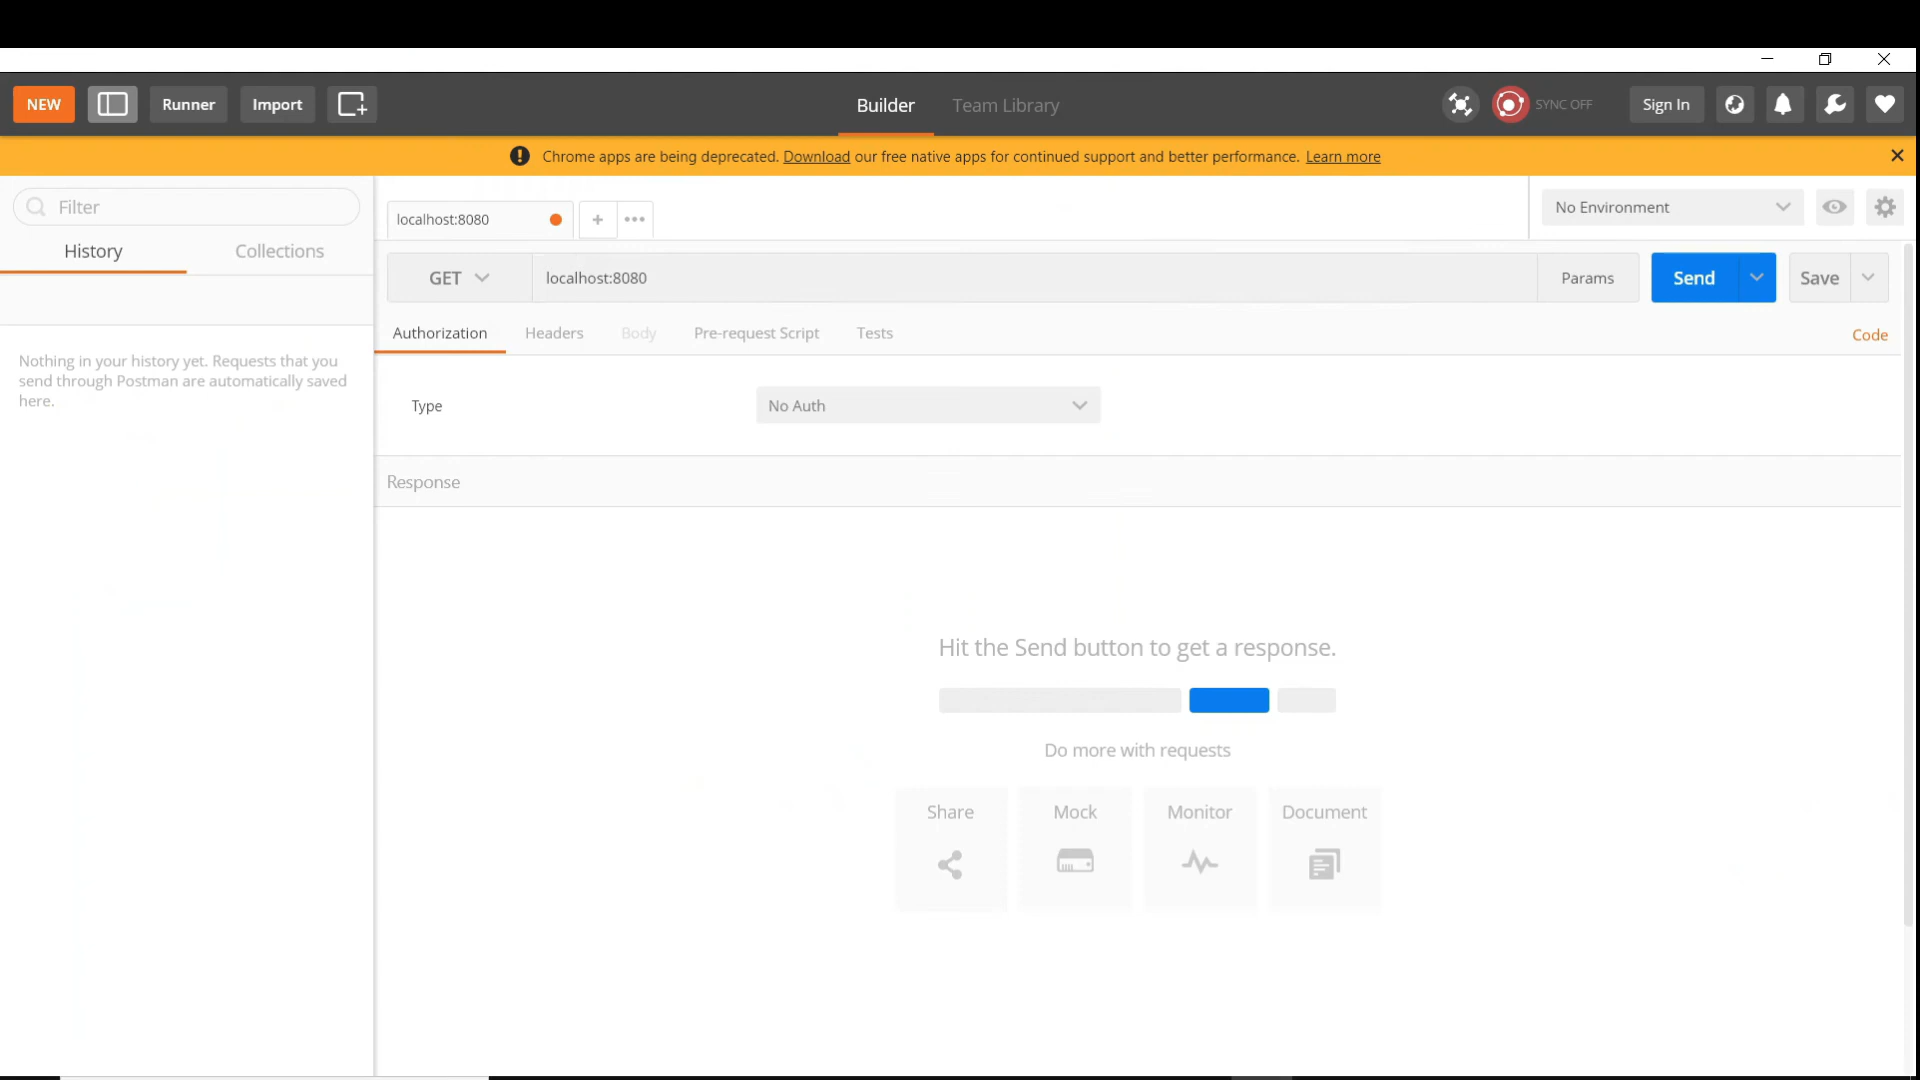 NEW
Runner
Import
Builder
Team Library
SYNC OFF
Sign In
Chrome apps are being deprecated. Download our free native apps for continued support and better performance. Learn more
Filter
History
Collections
Nothing in your history yet. Requests that you
send through Postman are automatically saved
here.
localhost:8080
No Environment
GET
localhost:8080
Params
Send
Save
Authorization
Headers
Body
Pre-request Script
Tests
Code
Type
No Auth
Response
Hit the Send button to get a response.
Do more with requests
Share
Mock
Monitor
Document